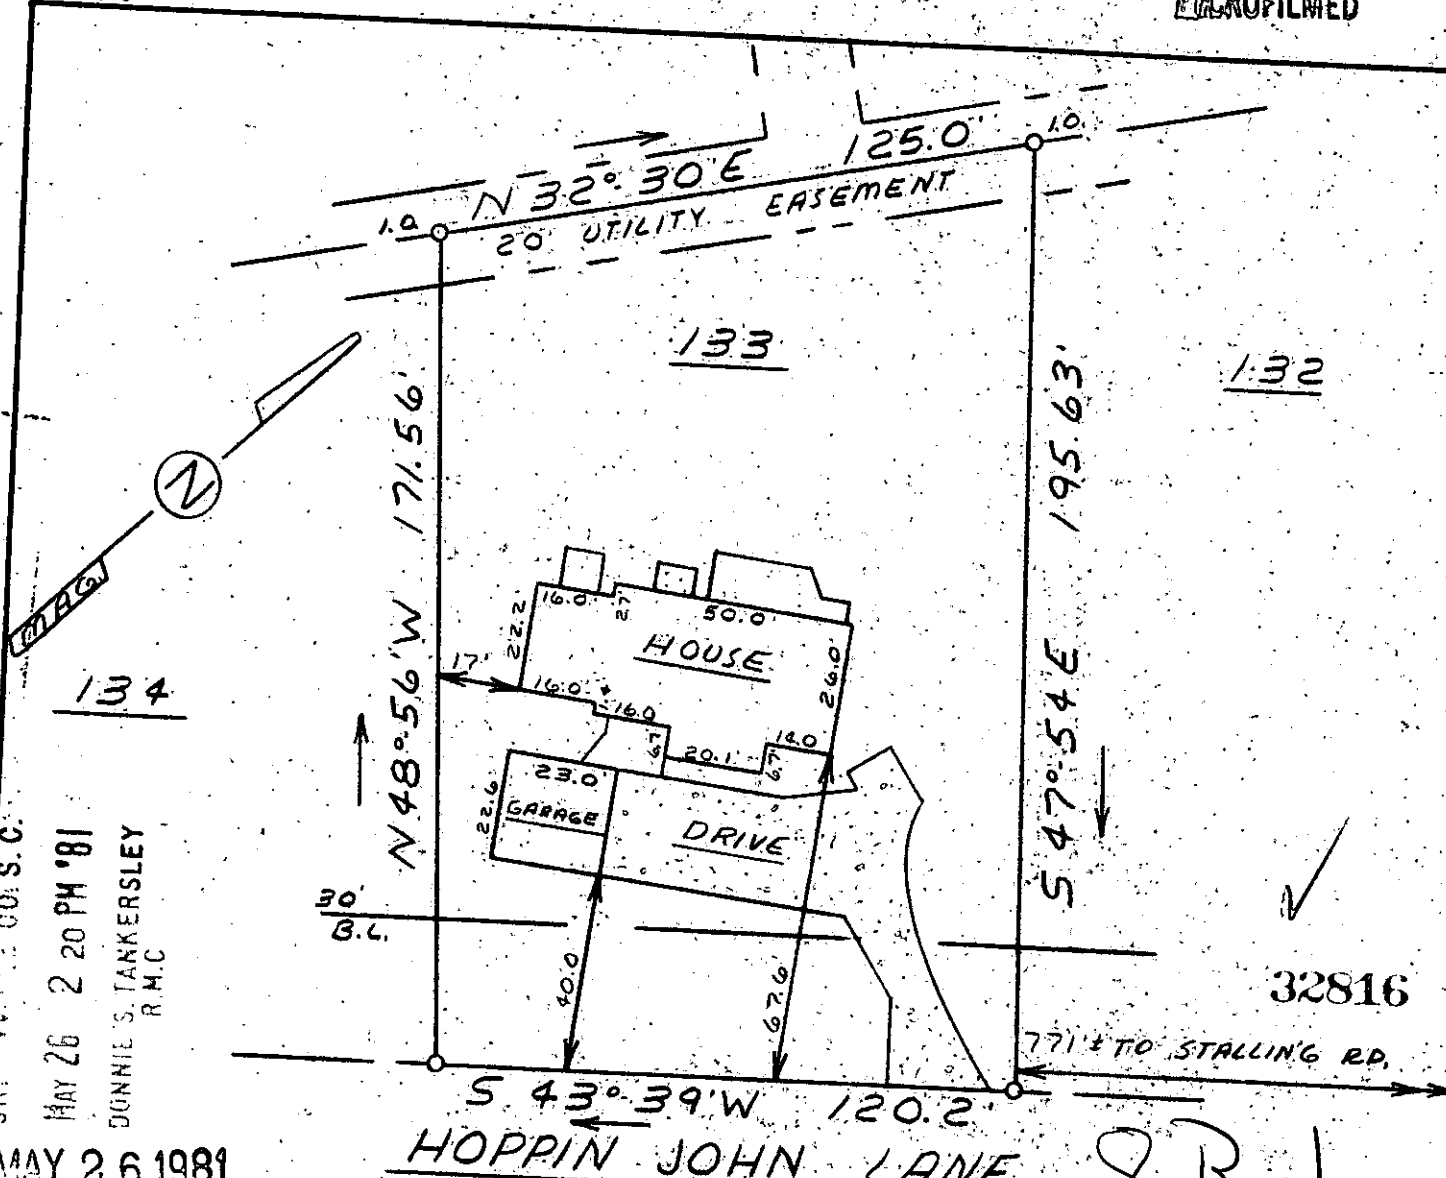 MICROFILMED
N 32°-30'E 125.0'
1.0
1.0
20' UTILITY EASEMENT
133
132
134
N
MAG.
N 48°-56'W 171.56'
S 47°-54'E 195.63'
16.0
2.7
50.0
22.2
HOUSE
26.0
17'
16.0
16.0
6.7
20.1
14.0
6.7
23.0
22.6
GARAGE
DRIVE
30'
B.L.
40.0
67.6
32816
771'± TO STALLING RD.
S 43°-39'W 120.2'
HOPPIN JOHN LANE
CO. S.C.
MAY 26 2 20 PM '81
DONNIE S. TANKERSLEY
R.M.C
MAY 26 1981